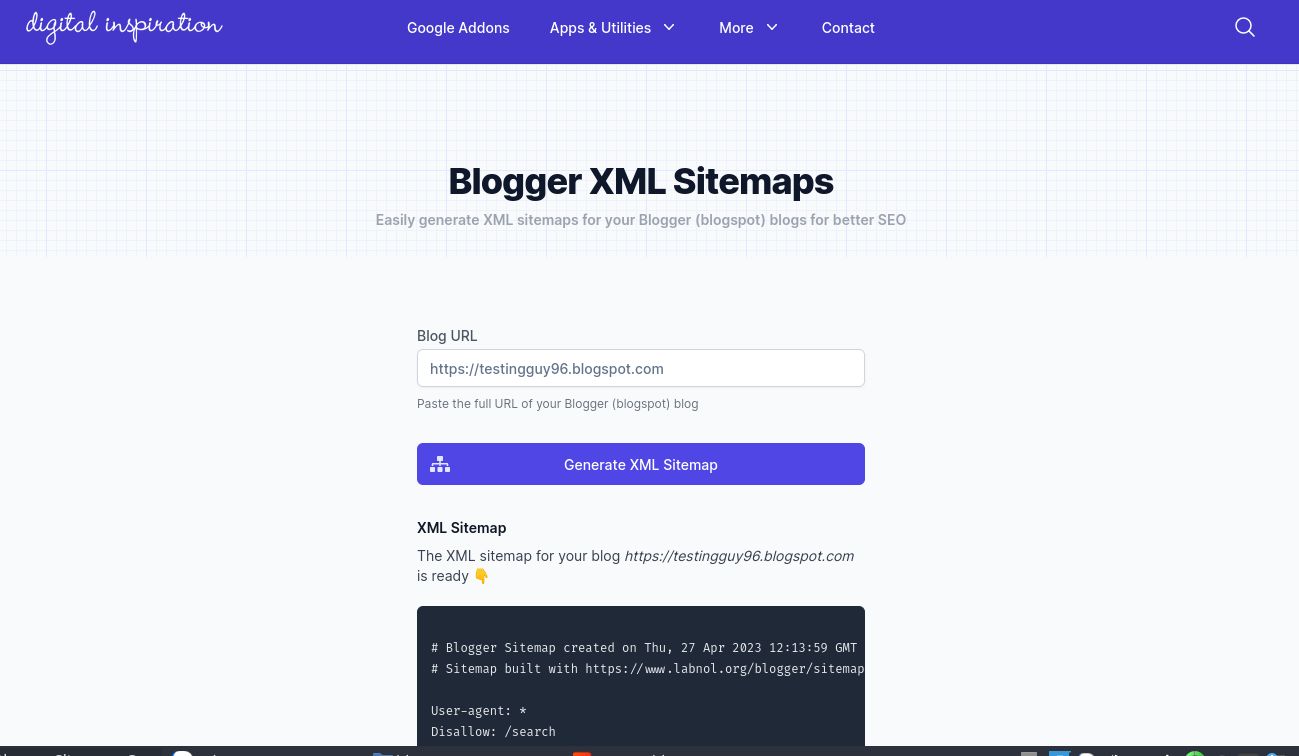 digital inspiration
Google Addons Apps & Utilities More Contact
Blogger XML Sitemaps
Easily generate XML sitemaps for your Blogger (blogspot) blogs for better SEO
Blog URL
https://testingguy96.blogspot.com
Paste the full URL of your Blogger (blogspot) blog
Generate XML Sitemap
XML Sitemap
The XML sitemap for your blog https://testingguy96.blogspot.com
is ready 👇
# Blogger Sitemap created on Thu, 27 Apr 2023 12:13:59 GMT
# Sitemap built with https://www.labnol.org/blogger/sitemap
User-agent: *
Disallow: /search